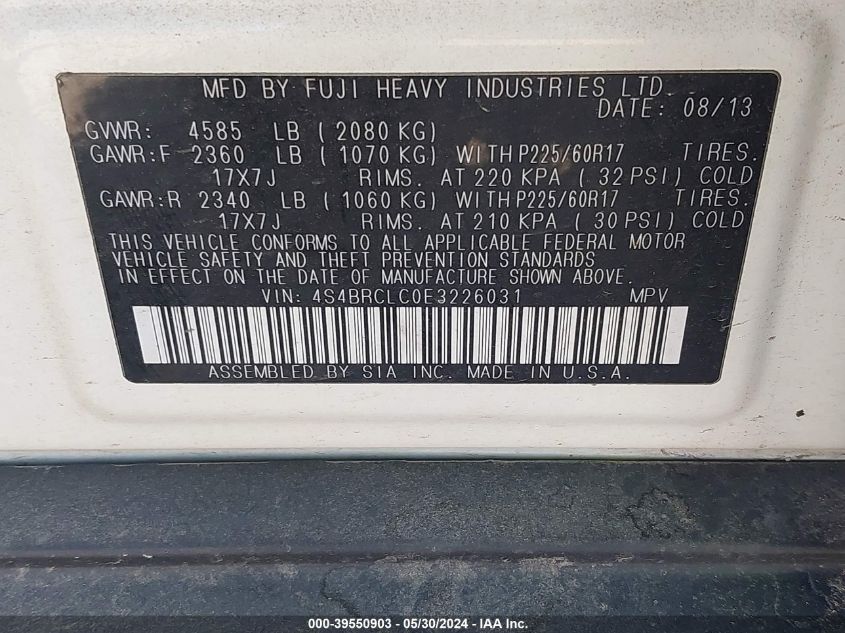 MFD BY FUJI HEAVY INDUSTRIES LTD.
DATE: 08/13
GVWR: 4585 LB ( 2080 KG)
GAWR:F 2360 LB ( 1070 KG) WITH P225/60R17 TIRES.
17X7J RIMS. AT 220 KPA ( 32 PSI) COLD
GAWR:R 2340 LB ( 1060 KG) WITH P225/60R17 TIRES.
17X7J RIMS. AT 210 KPA ( 30 PSI) COLD
THIS VEHICLE CONFORMS TO ALL APPLICABLE FEDERAL MOTOR
VEHICLE SAFETY AND THEFT PREVENTION STANDARDS
IN EFFECT ON THE DATE OF MANUFACTURE SHOWN ABOVE.
VIN: 4S4BRCLC0E3226031 MPV
ASSEMBLED BY SIA INC. MADE IN U.S.A.
000-39550903 - 05/30/2024 - IAA Inc.